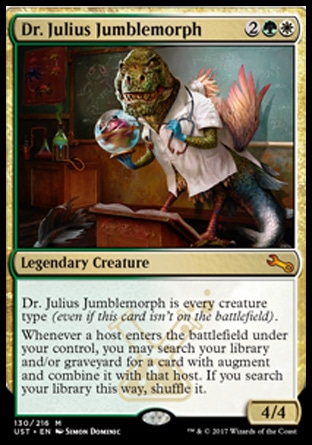 Dr. Julius Jumblemorph 2
Legendary Creature
Dr. Julius Jumblemorph is every creature
type (even if this card isn't on the battlefield).
Whenever a host enters the battlefield under
your control, you may search your library
and/or graveyard for a card with augment
and combine it with that host. If you search
your library this way, shuffle it.
4/4
130/216 M
UST • EN Simon Dominic
™ & © 2017 Wizards of the Coast